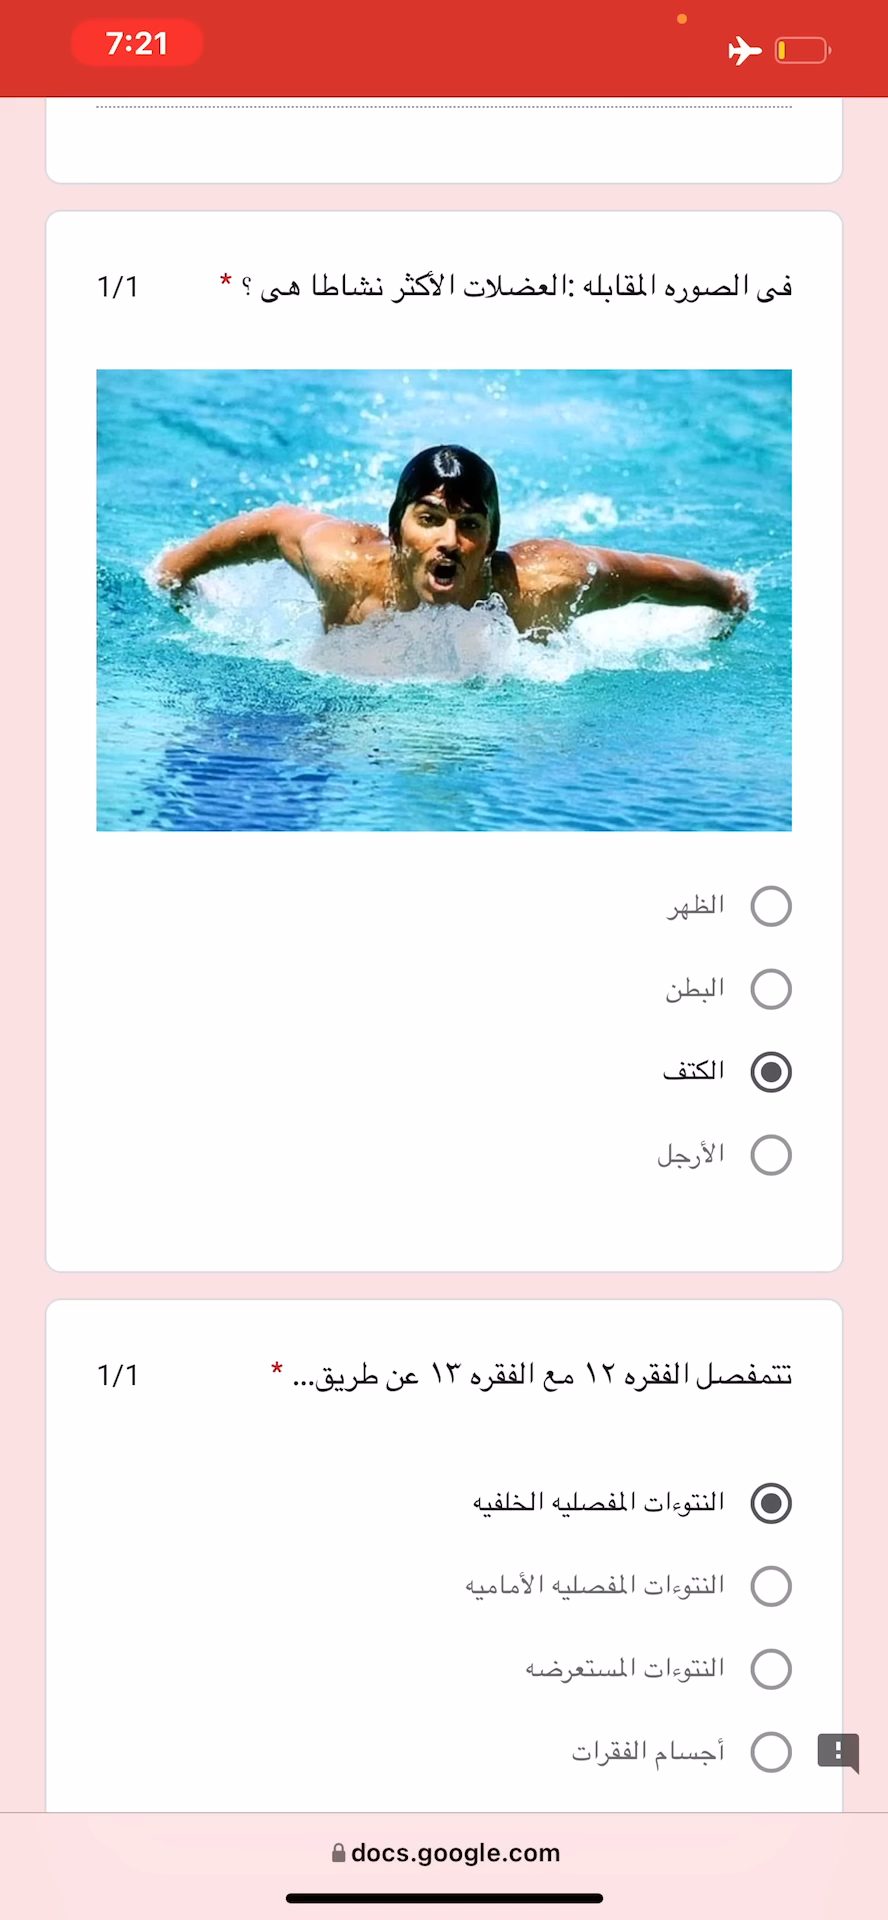 7:21
فى الصوره المقابله :العضلات الأكثر نشاطا هى ؟ *
1/1
الظهر
البطن
الكتف
الأرجل
تتمفصل الفقره ١٢ مع الفقره ١٣ عن طريق... *
1/1
النتوءات المفصليه الخلفيه
النتوءات المفصليه الأماميه
النتوءات المستعرضه
أجسام الفقرات
docs.google.com